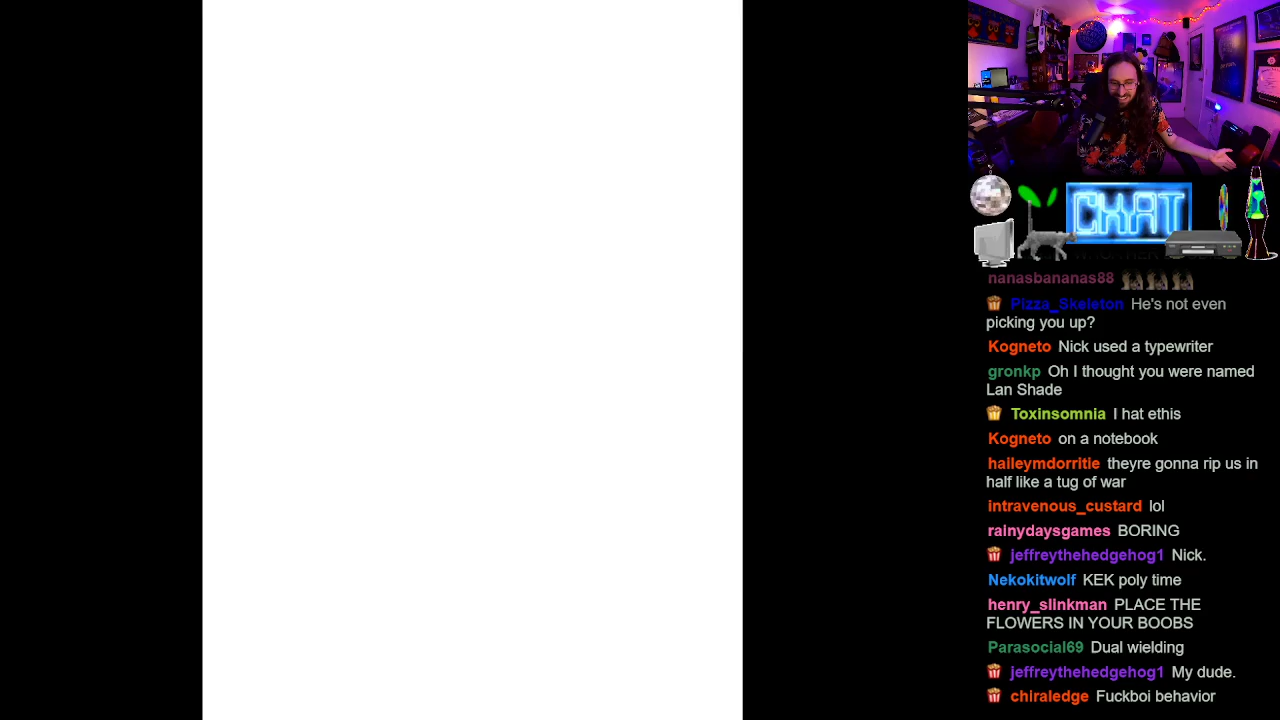 CHAT
nanasbananas88
Pizza_Skeleton He's not even
picking you up?
Kogneto Nick used a typewriter
gronkp Oh I thought you were named
Lan Shade
Toxinsomnia I hat ethis
Kogneto on a notebook
haileymdorritie theyre gonna rip us in
half like a tug of war
intravenous_custard lol
rainydaysgames BORING
jeffreythehedgehog1 Nick.
Nekokitwolf KEK poly time
henry_slinkman PLACE THE
FLOWERS IN YOUR BOOBS
Parasocial69 Dual wielding
jeffreythehedgehog1 My dude.
chiraledge Fuckboi behavior